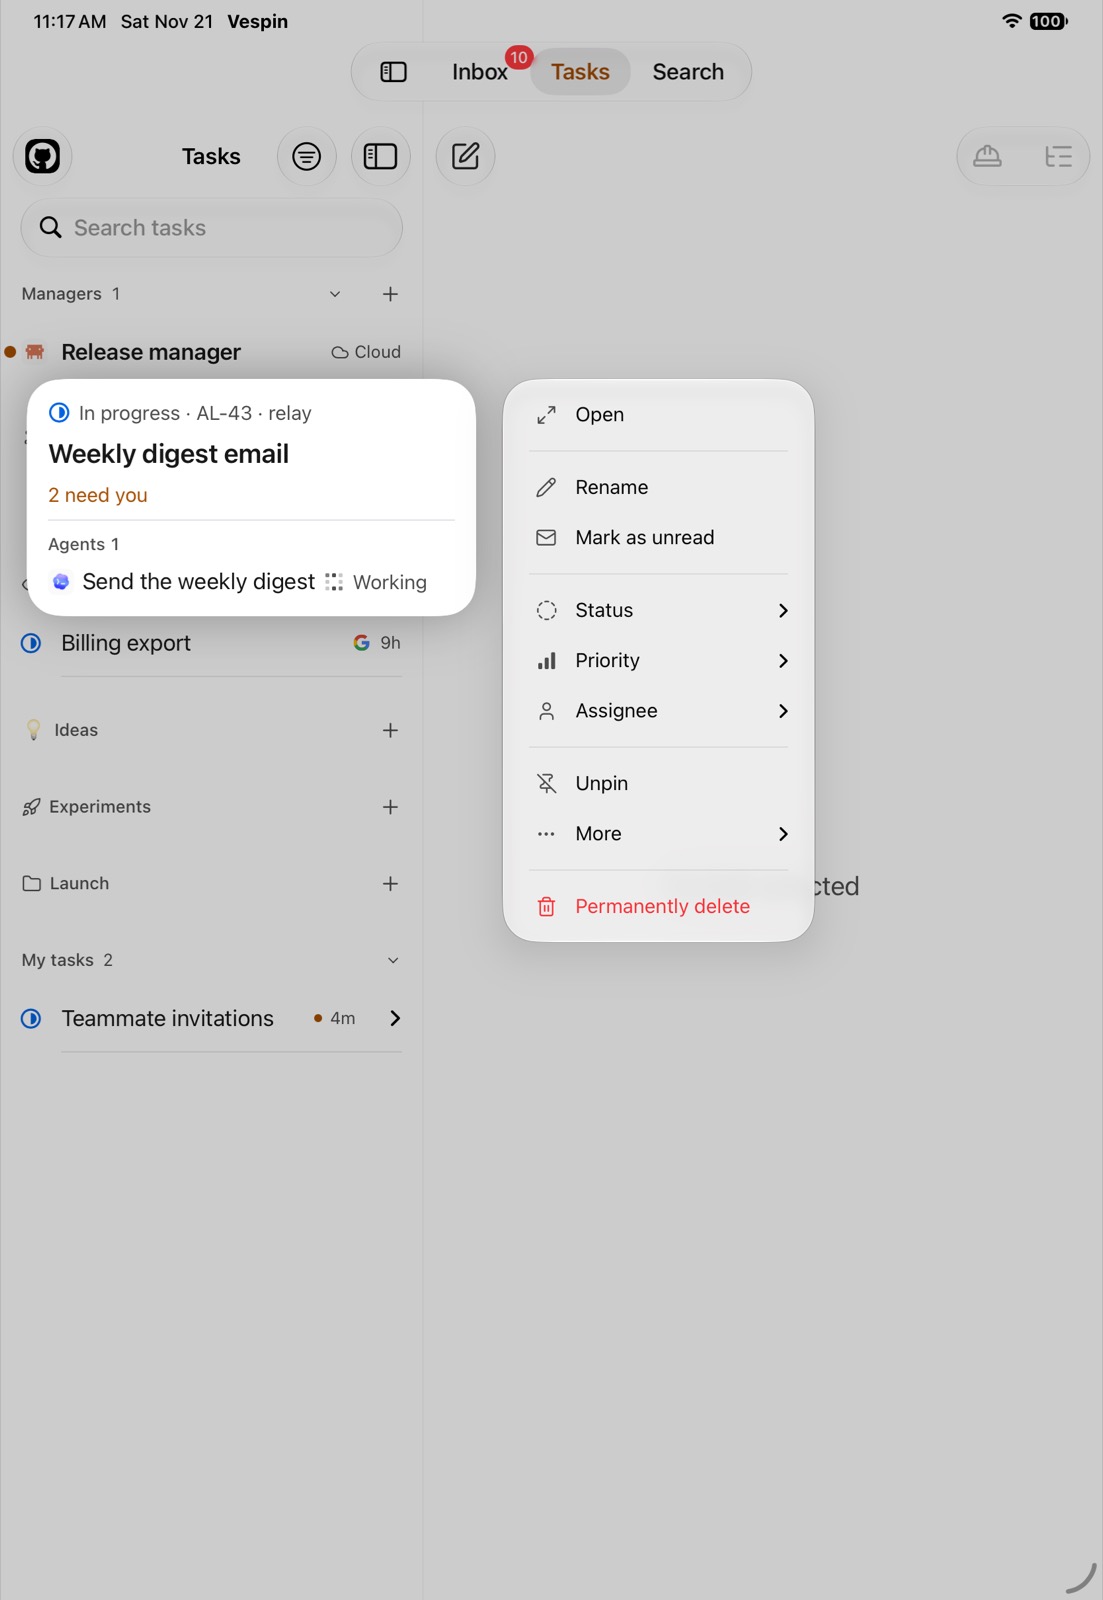 11:17 AM Sat Nov 21 Vespin
100
Inbox 10 Tasks Search
Tasks
Search tasks
Managers 1
Release manager Cloud
In progress · AL-43 · relay
Weekly digest email
2 need you
Agents 1
Send the weekly digest Working
Billing export 9h
Ideas
Experiments
Launch
My tasks 2
Teammate invitations 4m
Open
Rename
Mark as unread
Status
Priority
Assignee
Unpin
More
Permanently delete